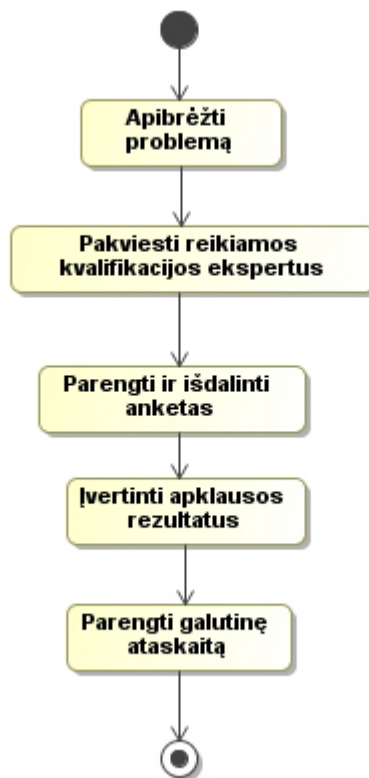 Apibrėžti
problemą
Pakviesti reikiamos
kvalifikacijos ekspertus
Parengti ir išdalinti
anketas
Įvertinti apklausos
rezultatus
Parengti galutinę
ataskaitą